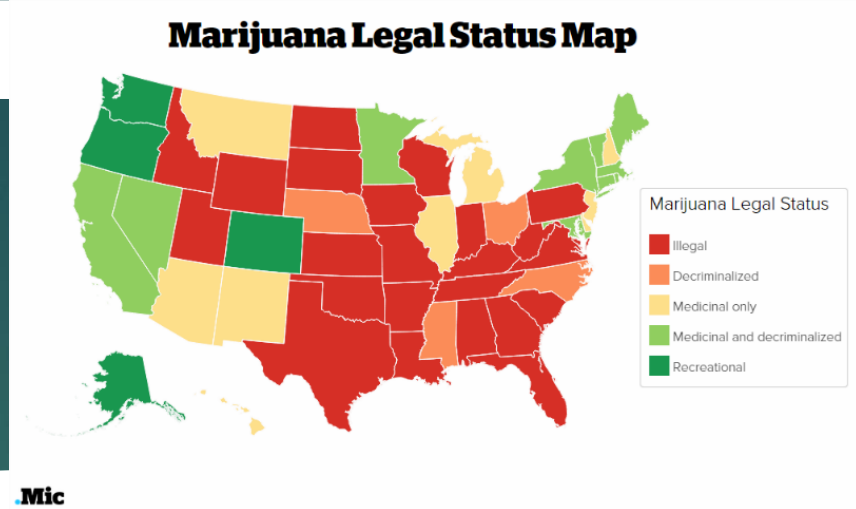 Marijuana Legal Status Map
Marijuana Legal Status
Illegal
Decriminalized
Medicinal only
Medicinal and decriminalized
Recreational
.Mic